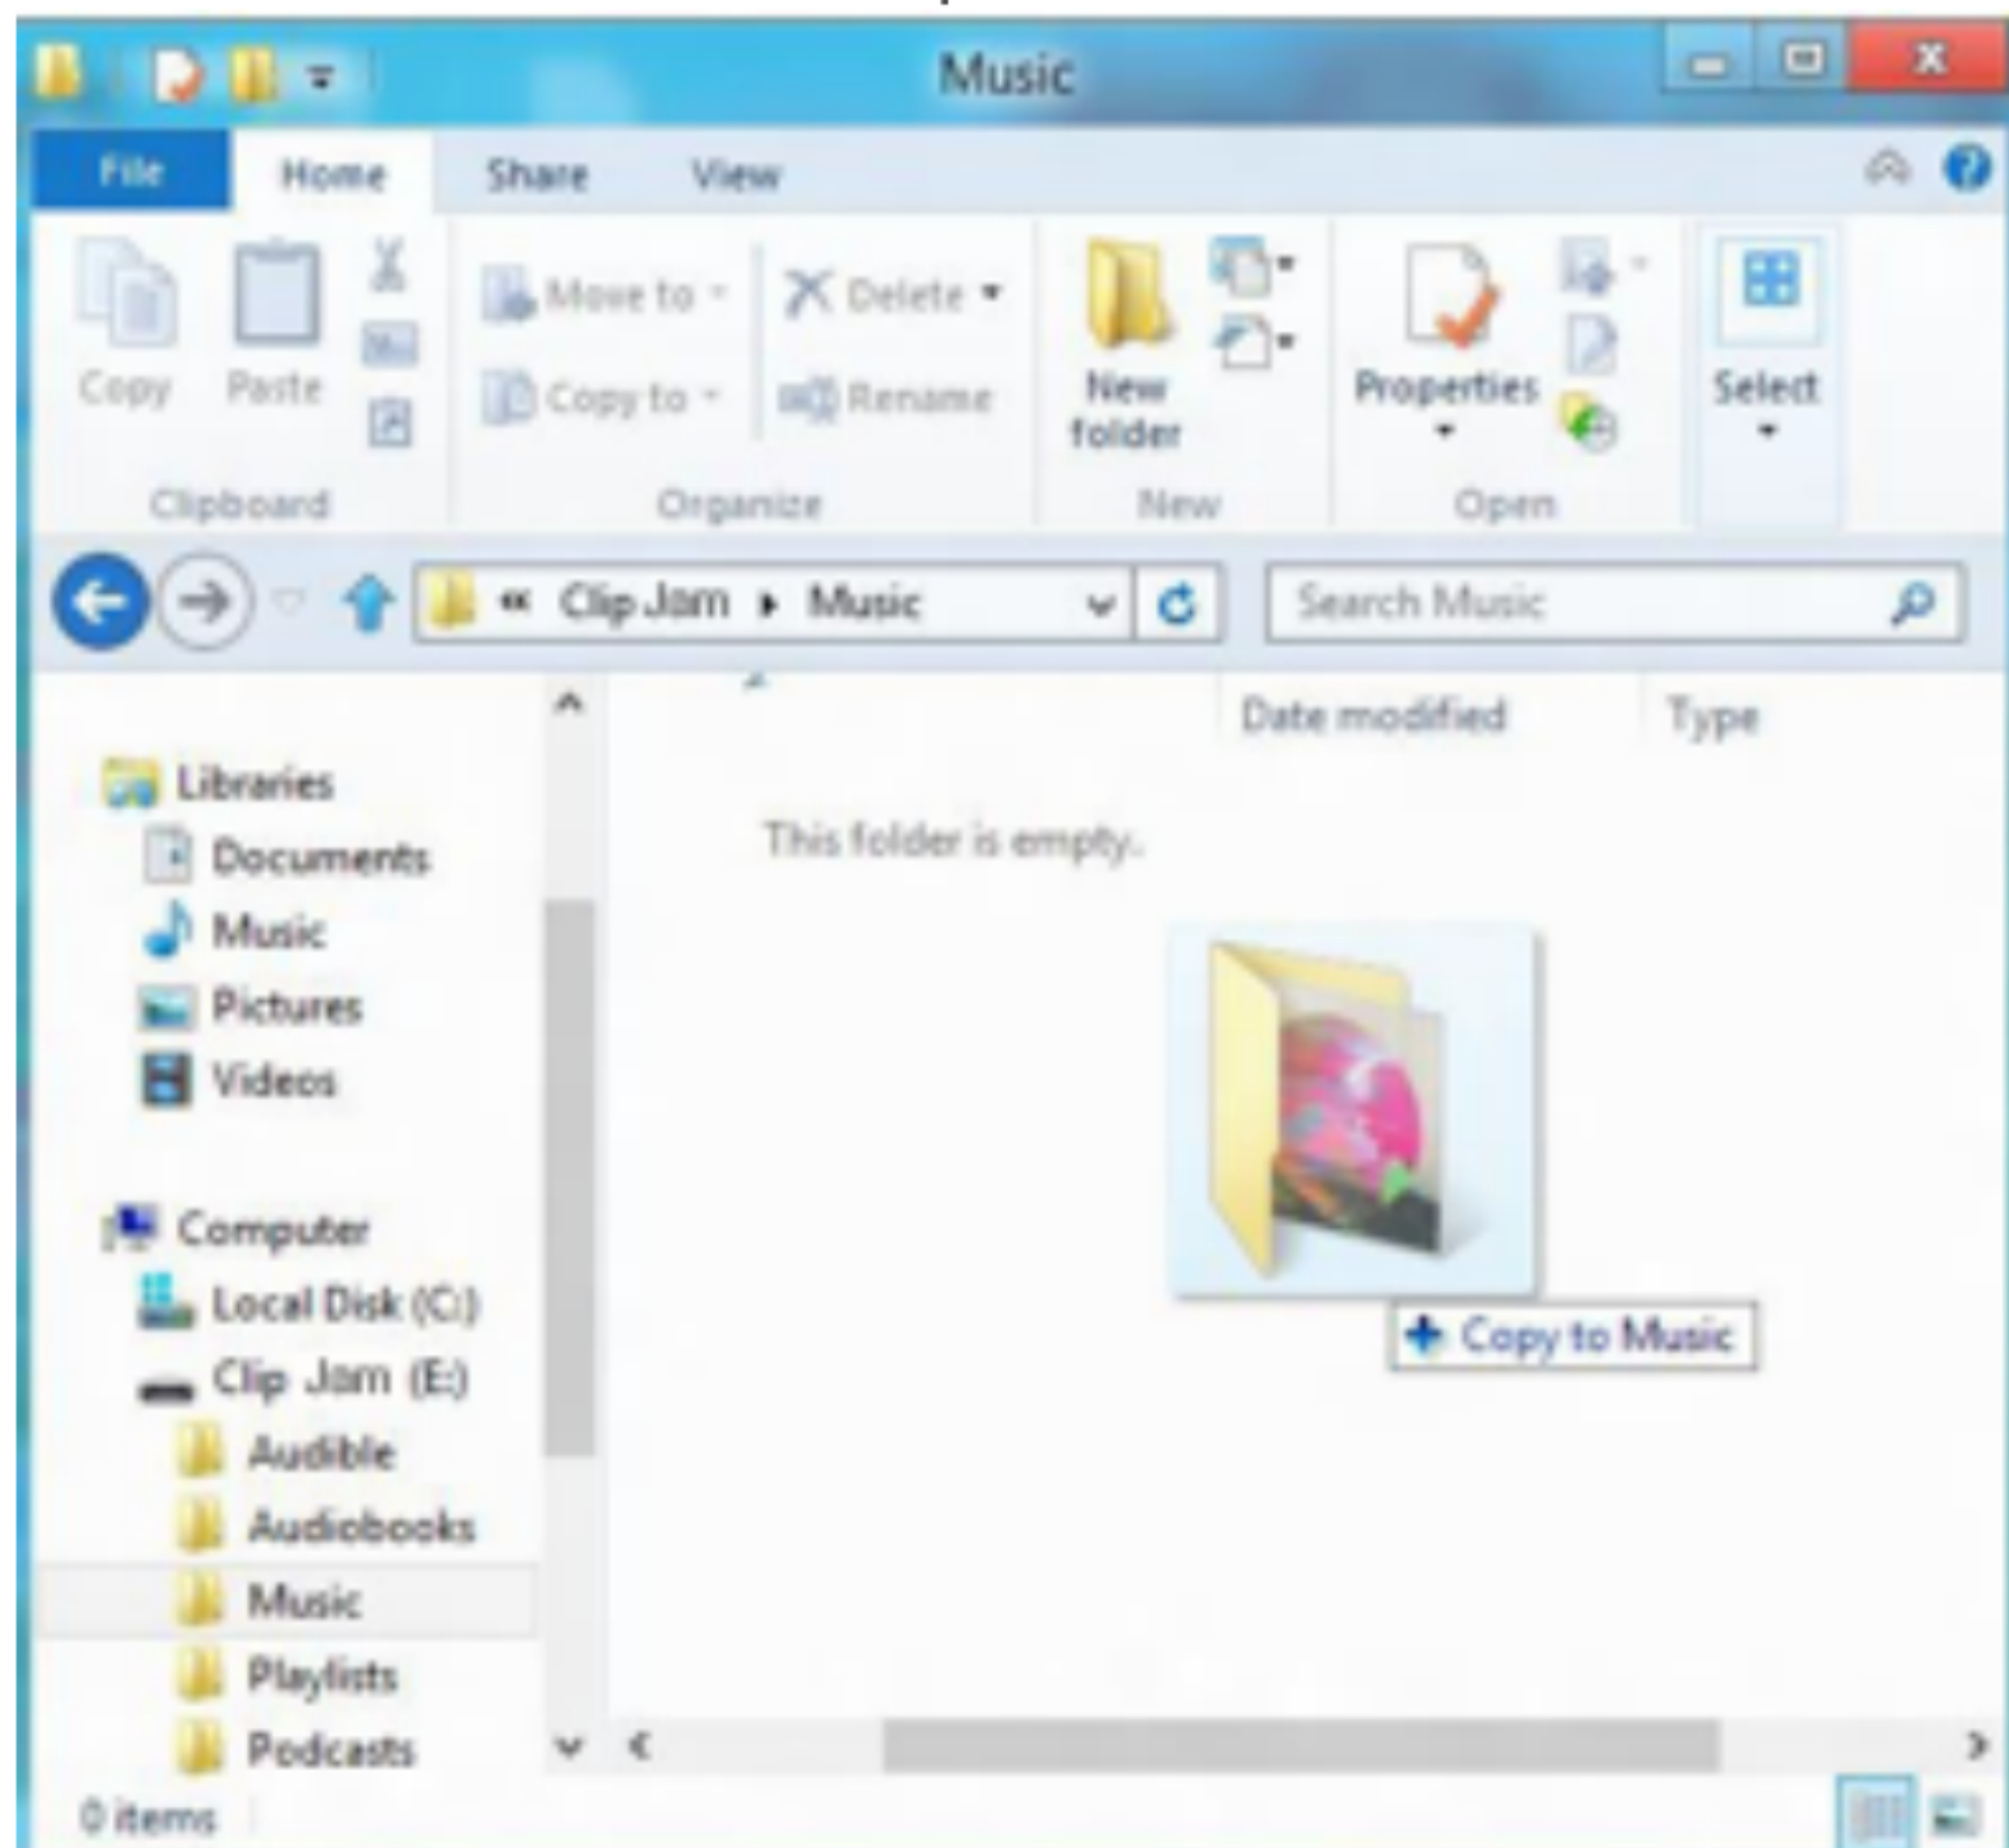 Music
File Home Share View
Copy Paste
Move to Delete
Copy to Rename
New folder
Properties
Select
Clipboard Organize New Open
« Clip Jam Music
Search Music
Date modified Type
Libraries
Documents
Music
Pictures
Videos
Computer
Local Disk (C:)
Clip Jam (E:)
Audible
Audiobooks
Music
Playlists
Podcasts
This folder is empty.
+ Copy to Music
0 items